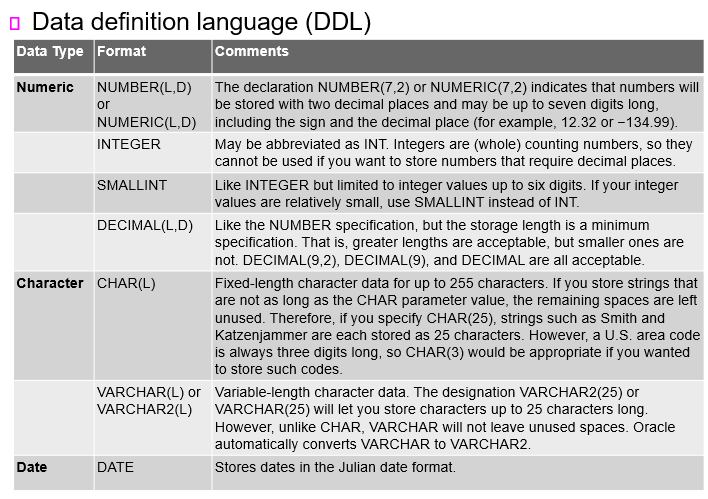 Data definition language (DDL)
Data Type Format Comments
Numeric NUMBER(L,D) The declaration NUMBER(7,2) or NUMERIC(7,2) indicates that numbers will
or be stored with two decimal places and may be up to seven digits long,
NUMERIC(L,D) including the sign and the decimal place (for example, 12.32 or −134.99).
INTEGER May be abbreviated as INT. Integers are (whole) counting numbers, so they
cannot be used if you want to store numbers that require decimal places.
SMALLINT Like INTEGER but limited to integer values up to six digits. If your integer
values are relatively small, use SMALLINT instead of INT.
DECIMAL(L,D) Like the NUMBER specification, but the storage length is a minimum
specification. That is, greater lengths are acceptable, but smaller ones are
not. DECIMAL(9,2), DECIMAL(9), and DECIMAL are all acceptable.
Character CHAR(L) Fixed-length character data for up to 255 characters. If you store strings that
are not as long as the CHAR parameter value, the remaining spaces are left
unused. Therefore, if you specify CHAR(25), strings such as Smith and
Katzenjammer are each stored as 25 characters. However, a U.S. area code
is always three digits long, so CHAR(3) would be appropriate if you wanted
to store such codes.
VARCHAR(L) or Variable-length character data. The designation VARCHAR2(25) or
VARCHAR2(L) VARCHAR(25) will let you store characters up to 25 characters long.
However, unlike CHAR, VARCHAR will not leave unused spaces. Oracle
automatically converts VARCHAR to VARCHAR2.
Date DATE Stores dates in the Julian date format.